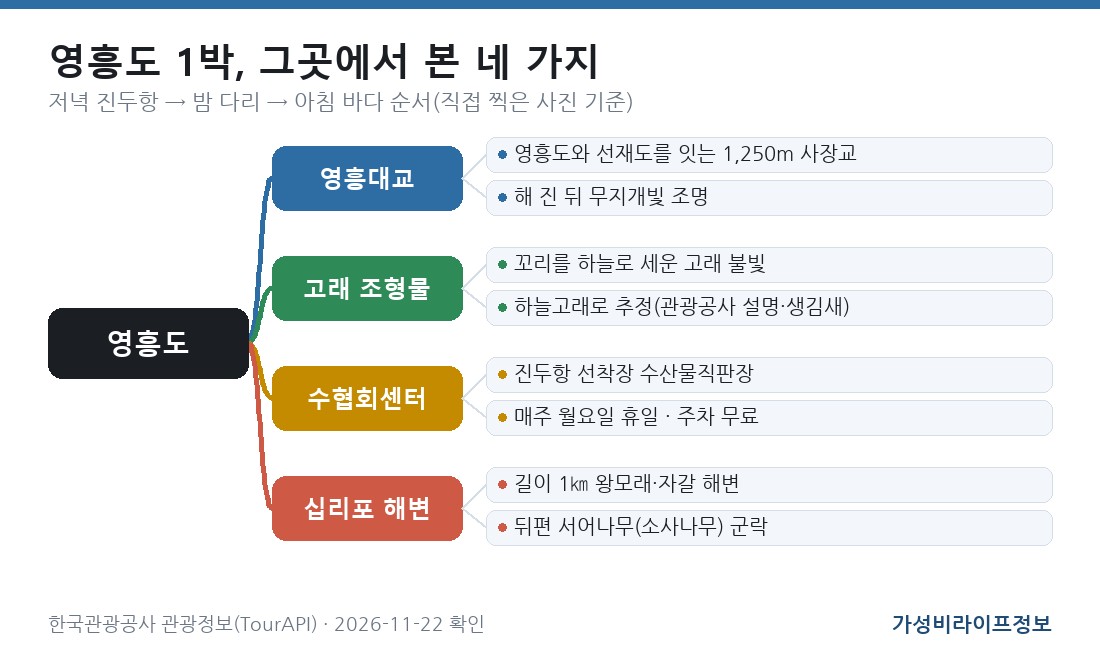 영흥도 1박, 그곳에서 본 네 가지
저녁 진두항 → 밤 다리 → 아침 바다 순서(직접 찍은 사진 기준)
영흥도
영흥대교
영흥도와 선재도를 잇는 1,250m 사장교
해 진 뒤 무지개빛 조명
고래 조형물
꼬리를 하늘로 세운 고래 불빛
하늘고래로 추정(관광공사 설명·생김새)
수협회센터
진두항 선착장 수산물직판장
매주 월요일 휴일 · 주차 무료
십리포 해변
길이 1㎞ 왕모래·자갈 해변
뒤편 서어나무(소사나무) 군락
한국관광공사 관광정보(TourAPI) · 2026-11-22 확인
가성비라이프정보